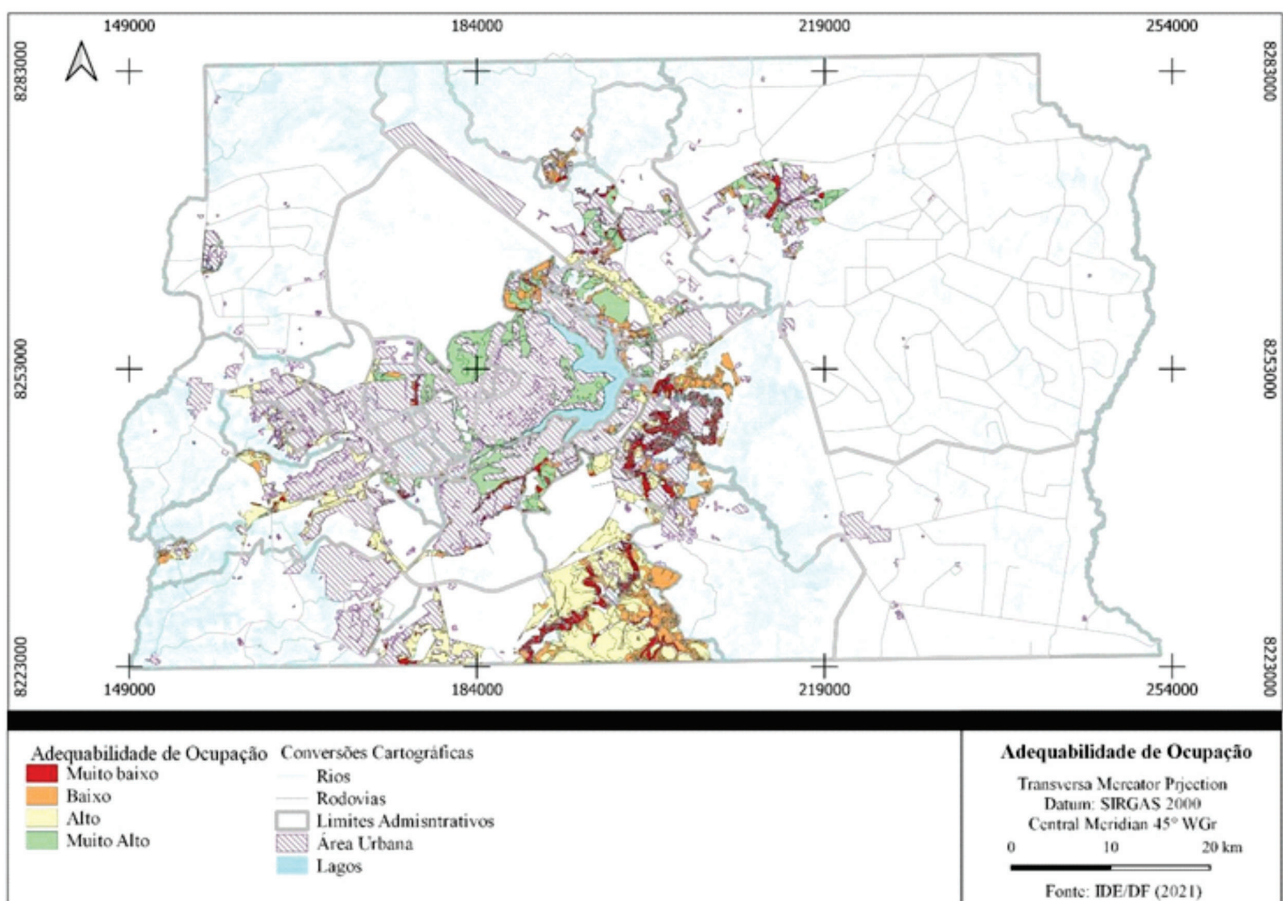 149000 184000 219000 254000
8283000 8283000
8253000 8253000
8223000 8223000
149000 184000 219000 254000
Adequabilidade de Ocupação
Muito baixo
Baixo
Alto
Muito Alto
Conversões Cartográficas
Rios
Rodovias
Limites Admisntrativos
Área Urbana
Lagos
Adequabilidade de Ocupação
Transversa Mercator Prjection
Datum: SIRGAS 2000
Central Meridian 45° WGr
0 10 20 km
Fonte: IDE/DF (2021)